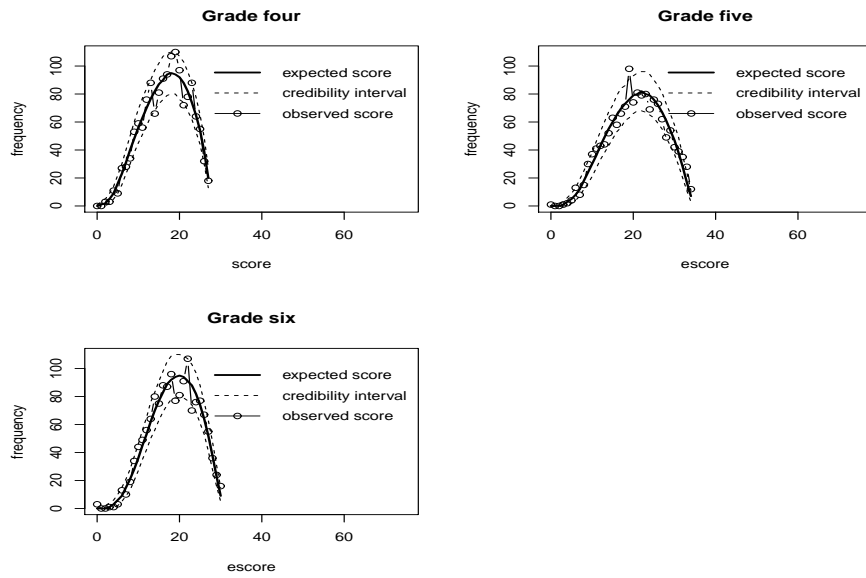 Grade four
frequency
0 20 40 60 80 100
expected score
credibility interval
observed score
0 20 40 60
score
Grade five
frequency
0 20 40 60 80 100
expected score
credibility interval
observed score
0 20 40 60
escore
Grade six
frequency
0 20 40 60 80 100
expected score
credibility interval
observed score
0 20 40 60
escore